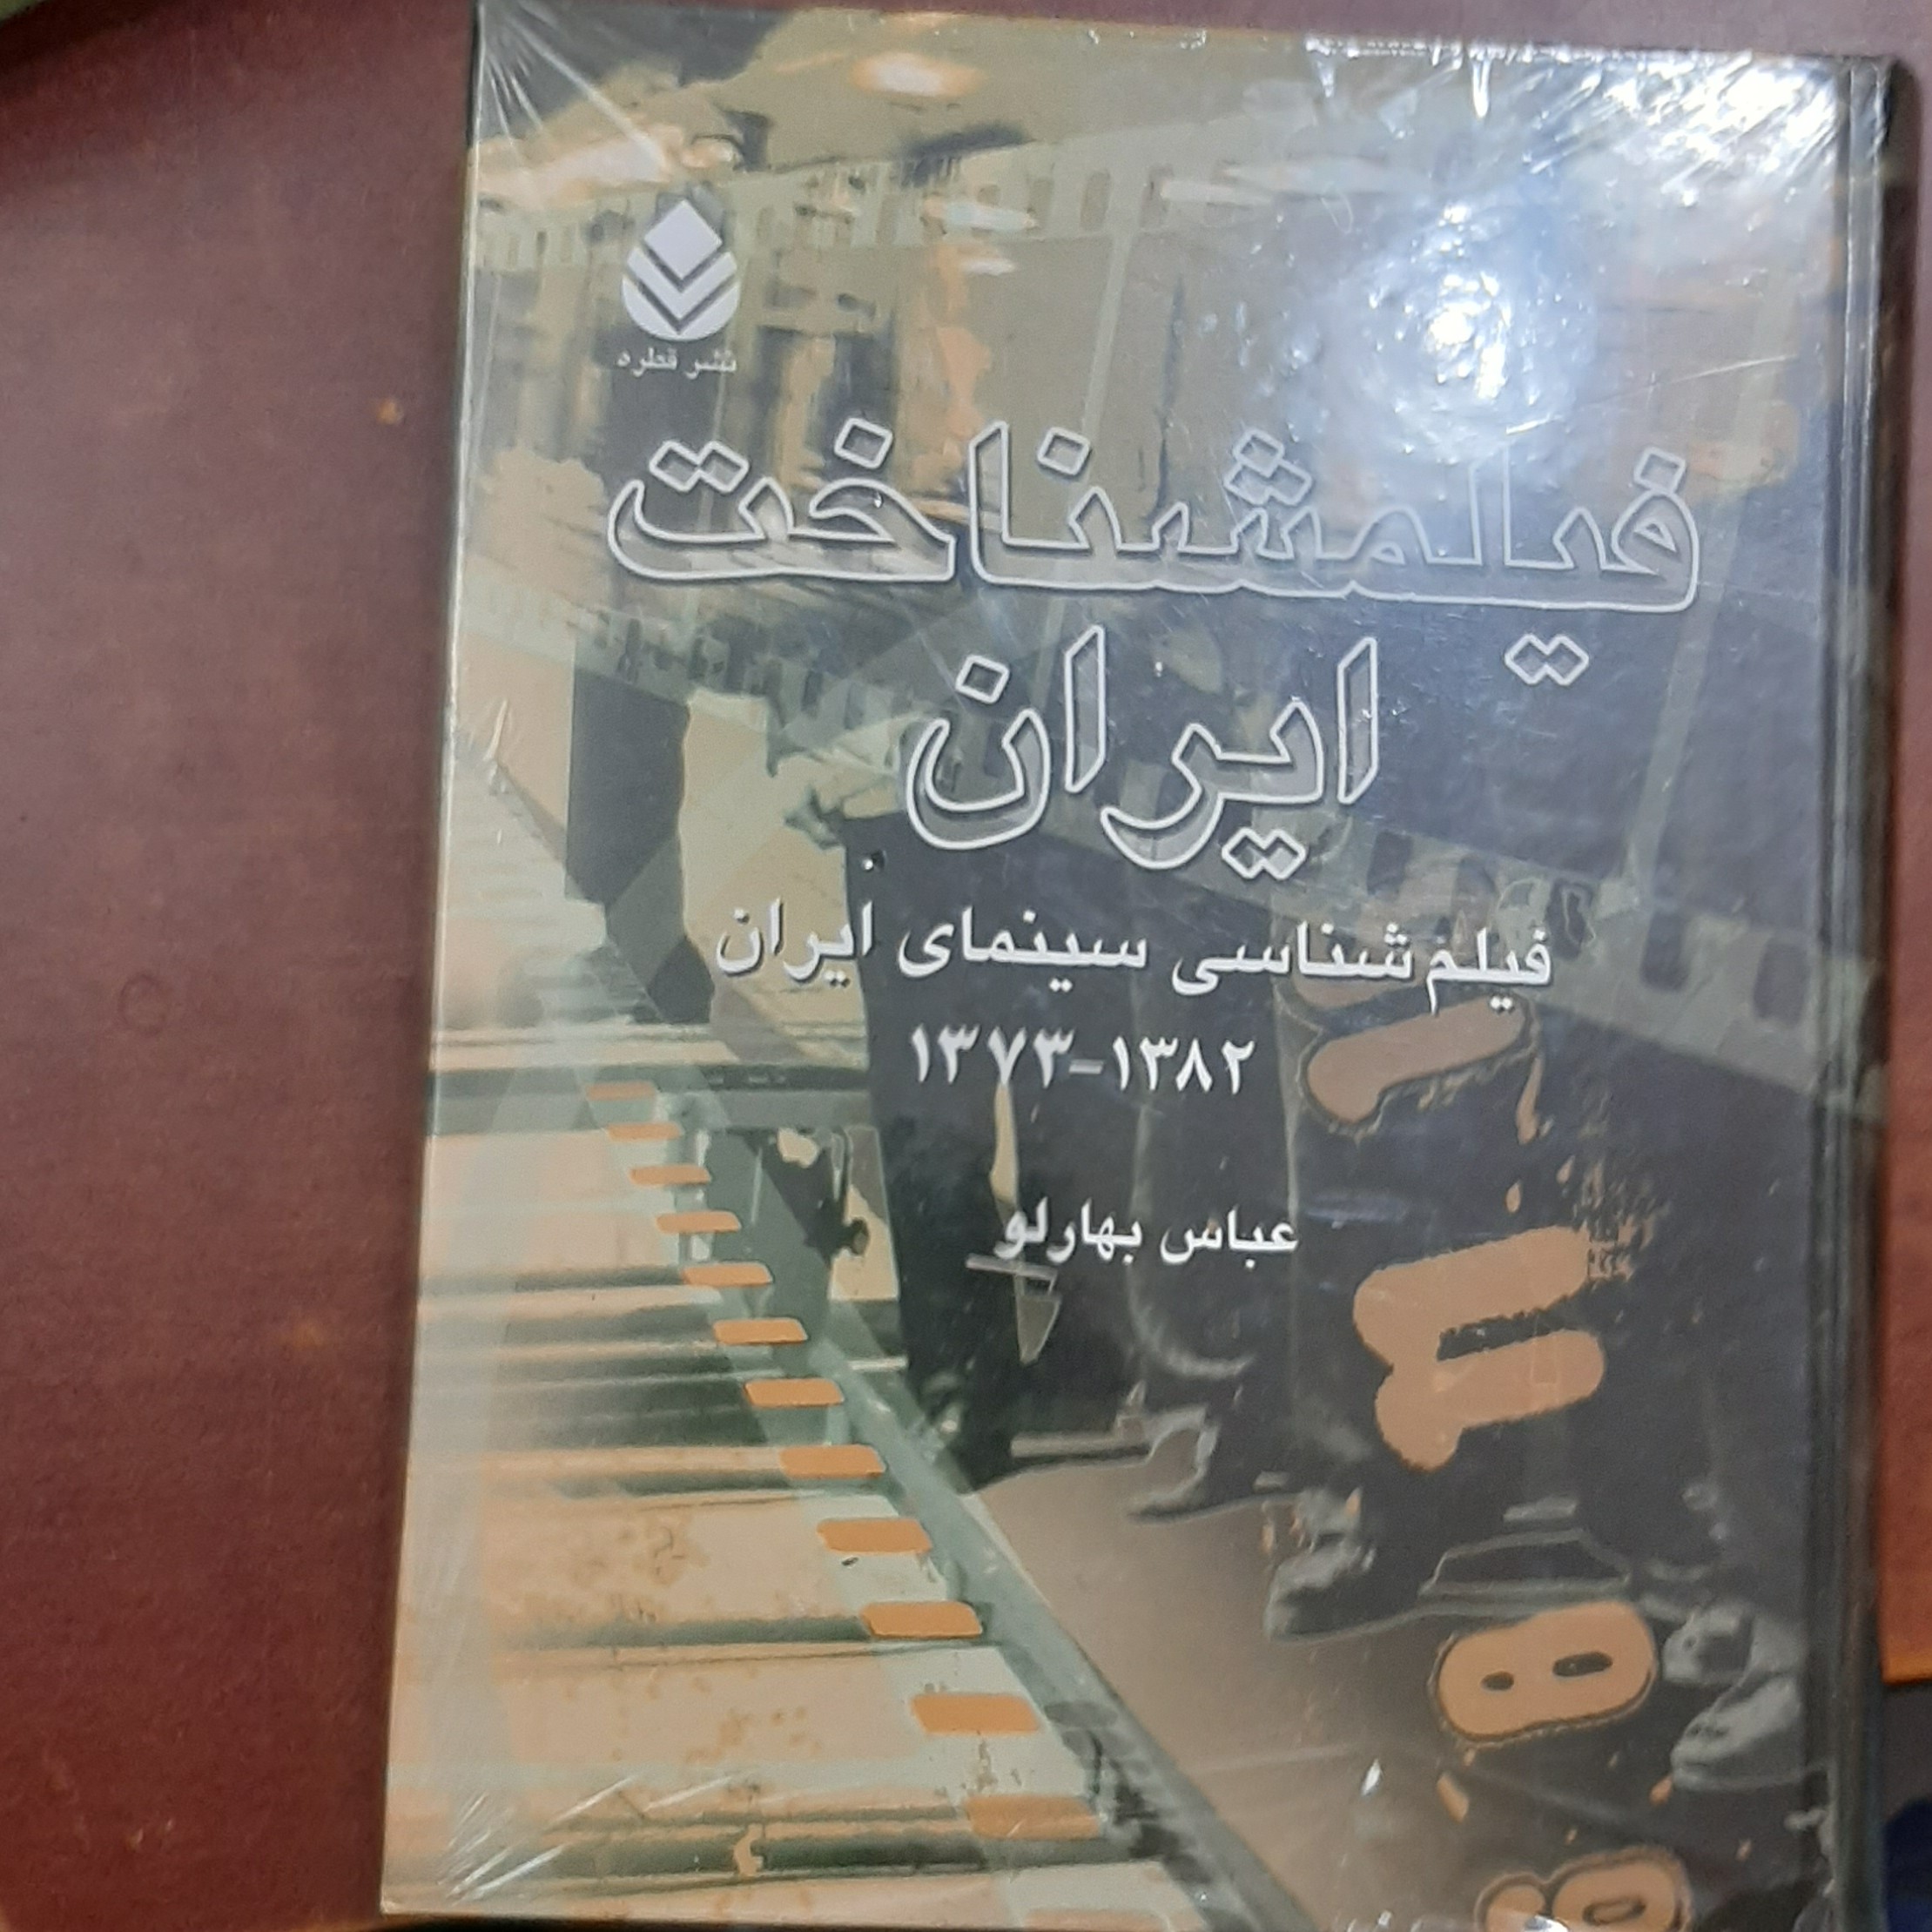 نشر قطره
فیلمشناخت
ایران
فیلم‌شناسی سینمای ایران
۱۳۷۳-۱۳۸۲
عباس بهارلو